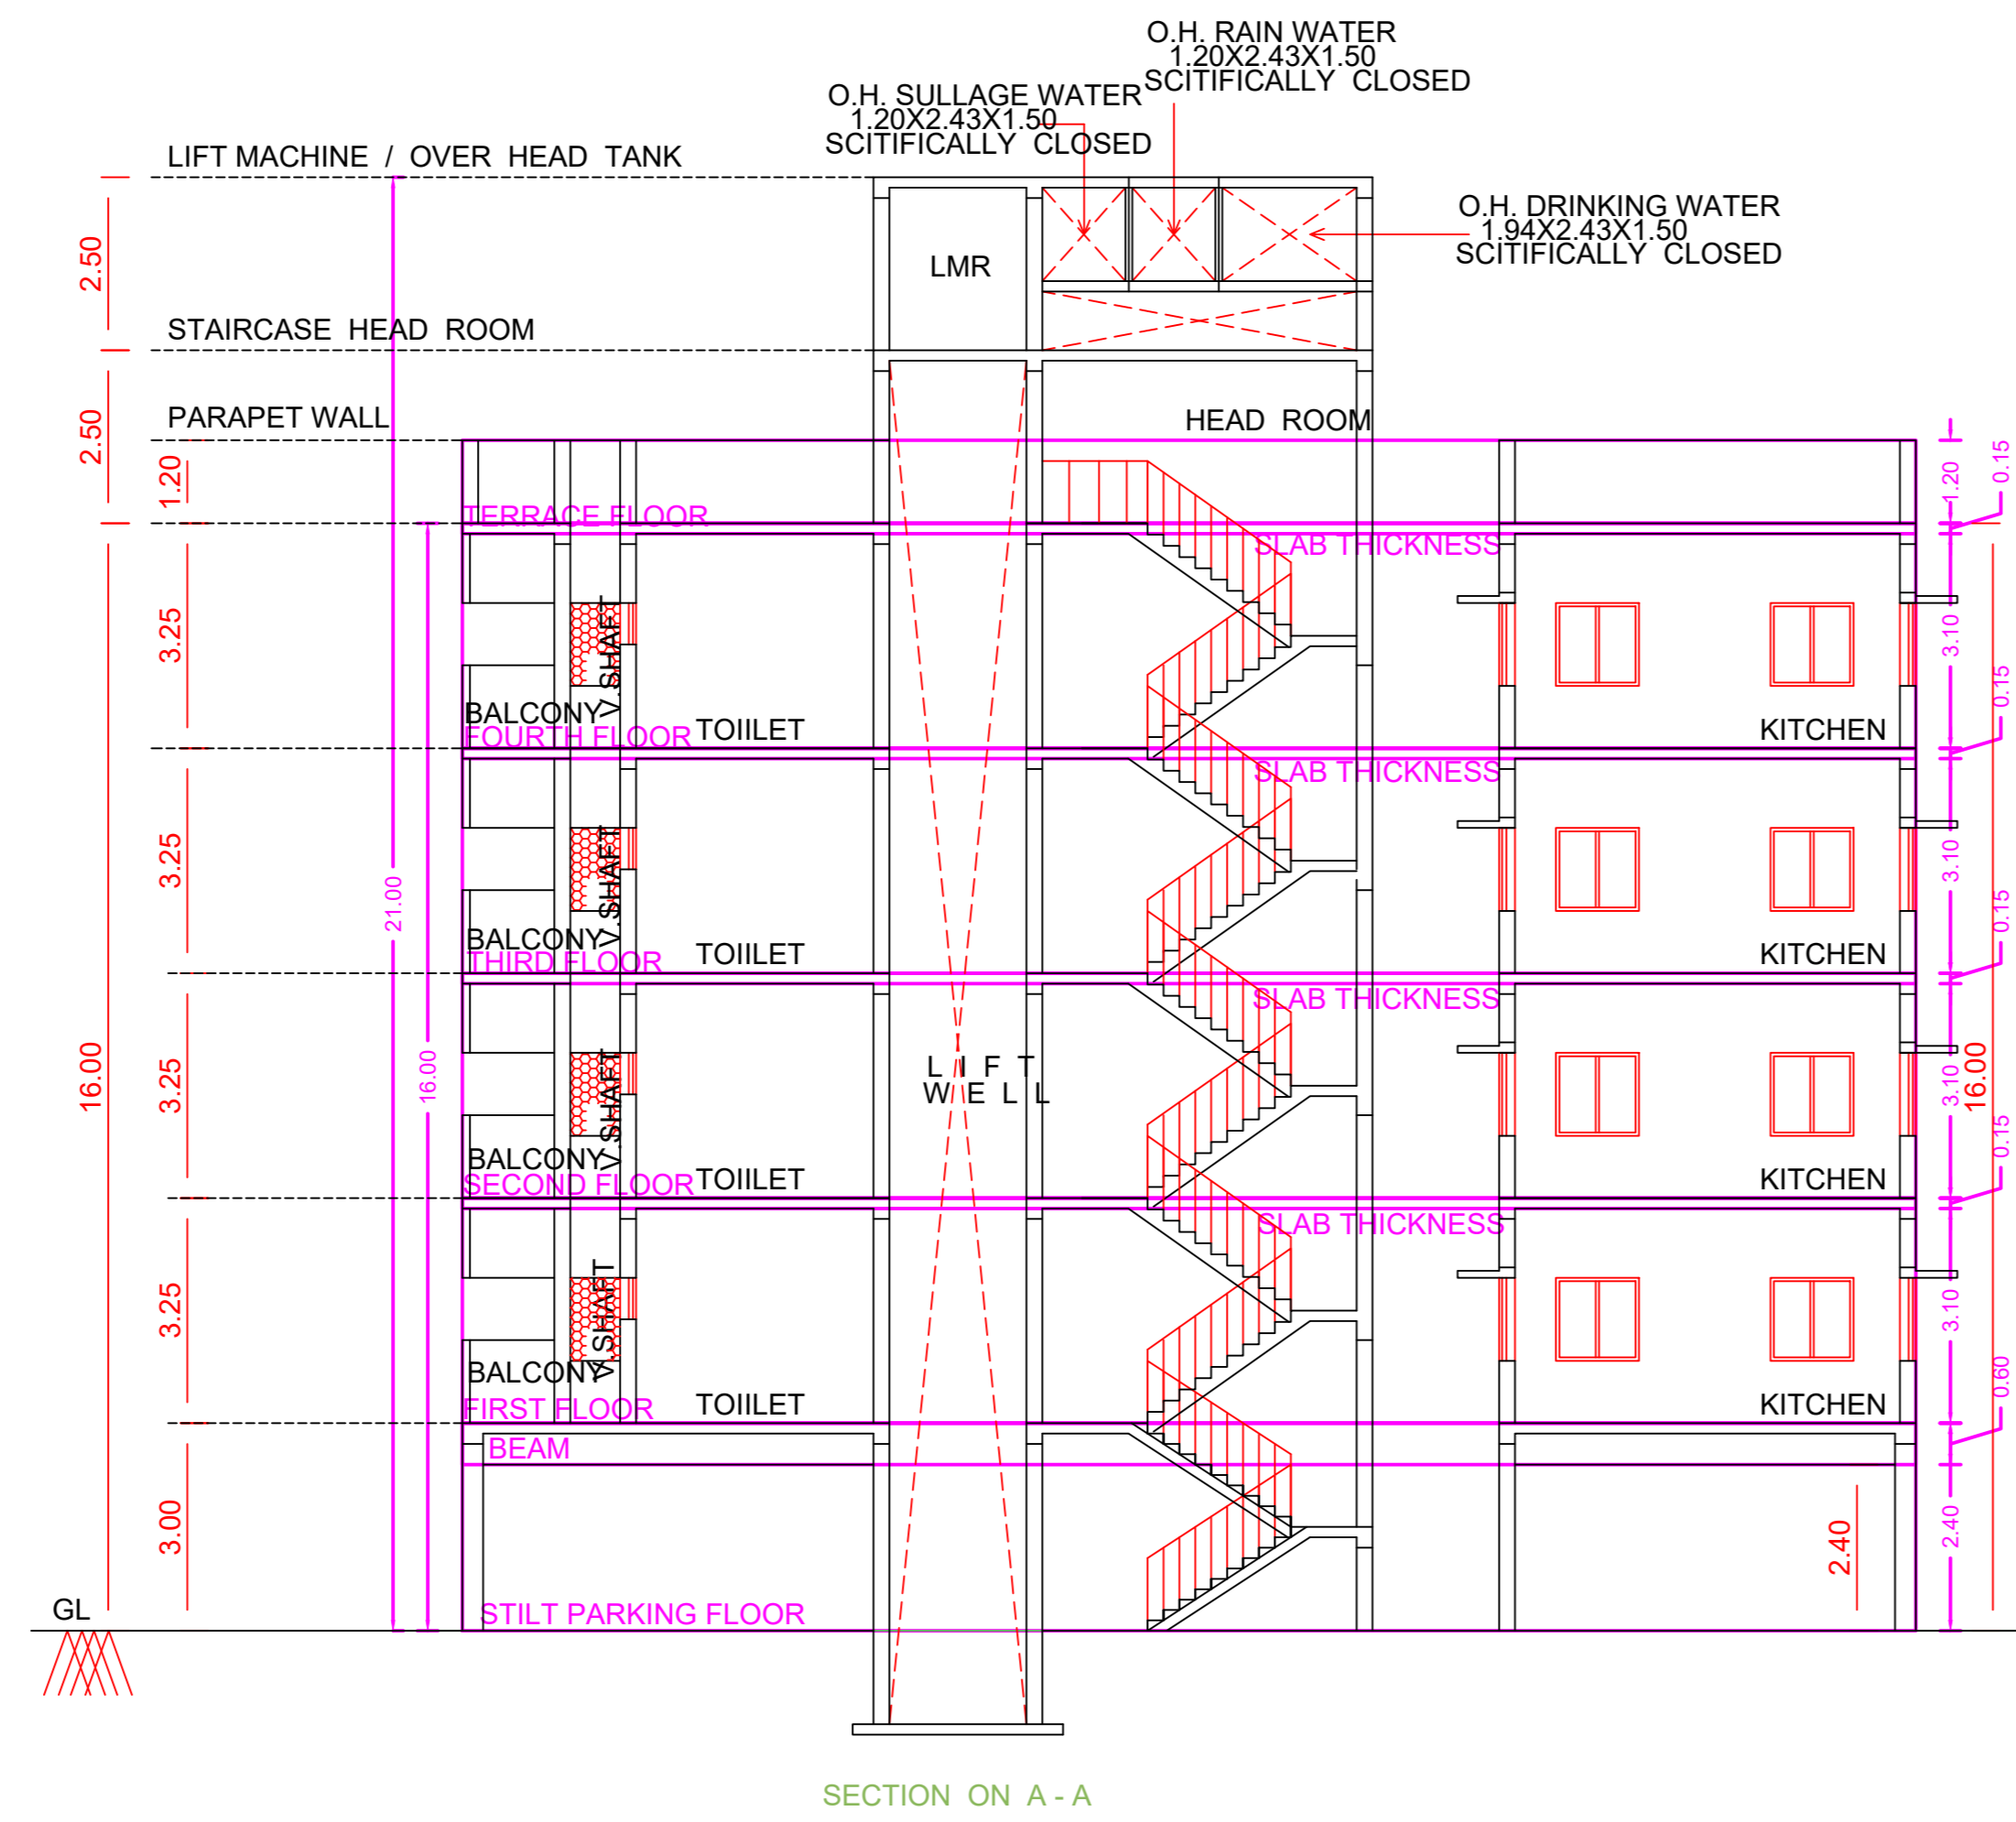 O.H. RAIN WATER
1.20X2.43X1.50
SCITIFICALLY CLOSED
O.H. SULLAGE WATER
1.20X2.43X1.50
SCITIFICALLY CLOSED
LIFT MACHINE / OVER HEAD TANK
O.H. DRINKING WATER
1.94X2.43X1.50
SCITIFICALLY CLOSED
2.50
LMR
STAIRCASE HEAD ROOM
2.50
PARAPET WALL
HEAD ROOM
1.20
1.20
0.15
TERRACE FLOOR
SLAB THICKNESS
3.25
V.SHAFT
3.10
0.15
BALCONY
FOURTH FLOOR
TOIILET
KITCHEN
SLAB THICKNESS
3.25
V.SHAFT
3.10
21.00
0.15
BALCONY
THIRD FLOOR
TOIILET
KITCHEN
SLAB THICKNESS
16.00
3.25
16.00
V.SHAFT
LIFT
WELL
3.10
16.00
0.15
BALCONY
SECOND FLOOR
TOIILET
KITCHEN
SLAB THICKNESS
3.25
V.SHAFT
3.10
0.60
BALCONY
FIRST FLOOR
TOIILET
KITCHEN
BEAM
3.00
2.40
2.40
GL
STILT PARKING FLOOR
SECTION ON A - A